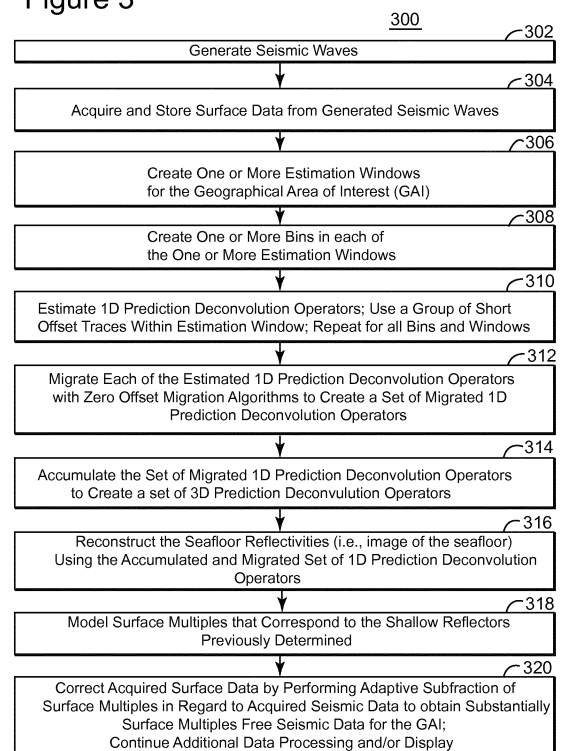 Figure 3
300
302
Generate Seismic Waves
304
Acquire and Store Surface Data from Generated Seismic Waves
306
Create One or More Estimation Windows
for the Geographical Area of Interest (GAI)
308
Create One or More Bins in each of
the One or More Estimation Windows
310
Estimate 1D Prediction Deconvolution Operators; Use a Group of Short
Offset Traces Within Estimation Window; Repeat for all Bins and Windows
312
Migrate Each of the Estimated 1D Prediction Deconvolution Operators
with Zero Offset Migration Algorithms to Create a Set of Migrated 1D
Prediction Deconvolution Operators
314
Accumulate the Set of Migrated 1D Prediction Deconvolution Operators
to Create a set of 3D Prediction Deconvulution Operators
316
Reconstruct the Seafloor Reflectivities (i.e., image of the seafloor)
Using the Accumulated and Migrated Set of 1D Prediction Deconvolution
Operators
318
Model Surface Multiples that Correspond to the Shallow Reflectors
Previously Determined
320
Correct Acquired Surface Data by Performing Adaptive Subfraction of
Surface Multiples in Regard to Acquired Seismic Data to obtain Substantially
Surface Multiples Free Seismic Data for the GAI;
Continue Additional Data Processing and/or Display